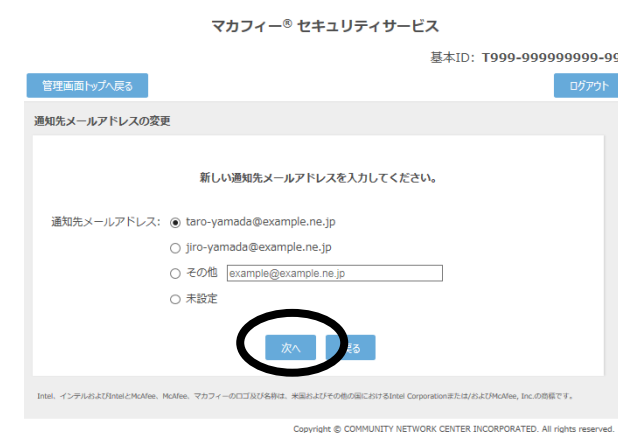 マカフィー® セキュリティサービス
基本ID: T999-999999999-99
管理画面トップへ戻る
ログアウト
通知先メールアドレスの変更
新しい通知先メールアドレスを入力してください。
通知先メールアドレス: taro-yamada@example.ne.jp
jiro-yamada@example.ne.jp
その他 example@example.ne.jp
未設定
次へ 戻る
Intel、インテルおよびIntelとMcAfee、McAfee、マカフィーのロゴ及び名称は、米国およびその他の国におけるIntel Corporationまたは/およびMcAfee, Inc.の商標です。
Copyright © COMMUNITY NETWORK CENTER INCORPORATED. All rights reserved.